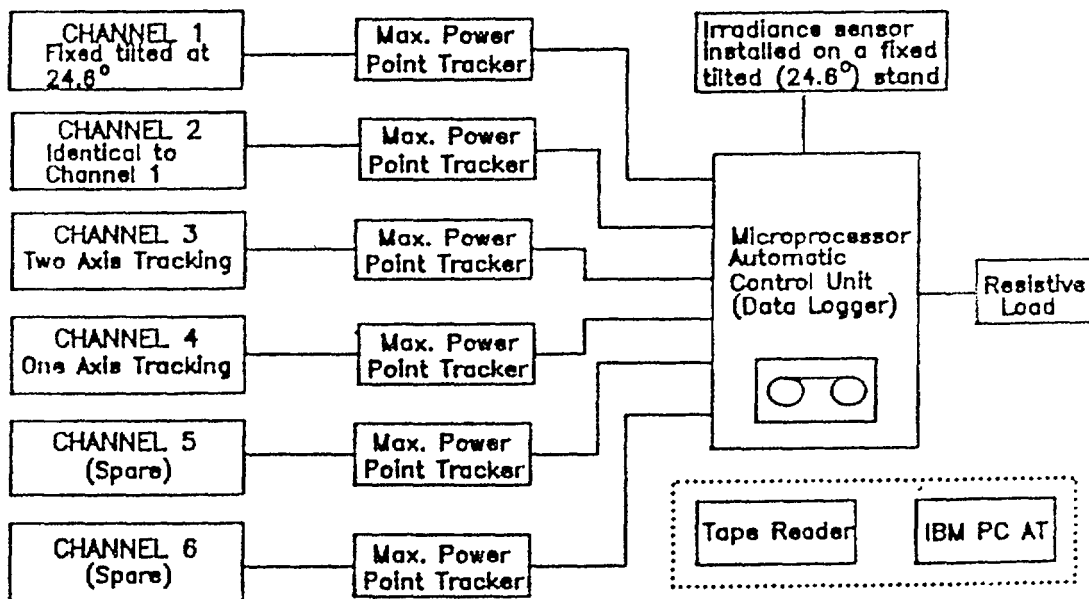 CHANNEL 1
Fixed tilted at
24.6°
Max. Power
Point Tracker
Irradiance sensor
installed on a fixed
tilted (24.6°) stand
CHANNEL 2
Identical to
Channel 1
Max. Power
Point Tracker
CHANNEL 3
Two Axis Tracking
Max. Power
Point Tracker
Microprocessor
Automatic
Control Unit
(Data Logger)
Resistive
Load
CHANNEL 4
One Axis Tracking
Max. Power
Point Tracker
CHANNEL 5
(Spare)
Max. Power
Point Tracker
CHANNEL 6
(Spare)
Max. Power
Point Tracker
Tape Reader
IBM PC AT